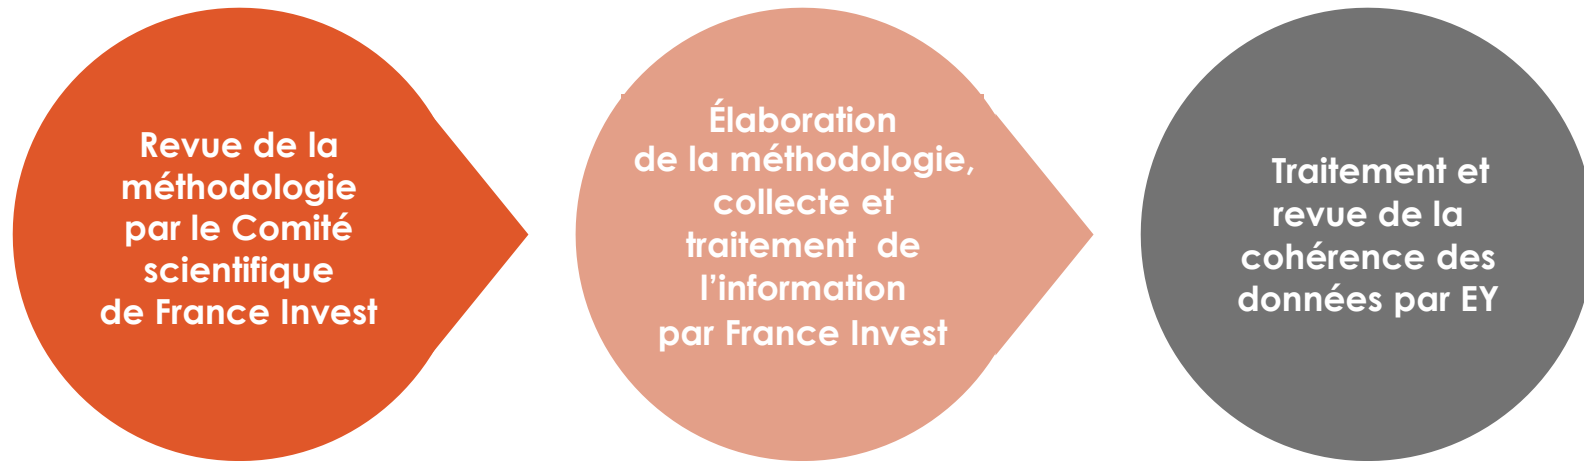 Revue de la
méthodologie
par le Comité
scientifique
de France Invest
Élaboration
de la méthodologie,
collecte et
traitement de
l’information
par France Invest
Traitement et
revue de la
cohérence des
données par EY